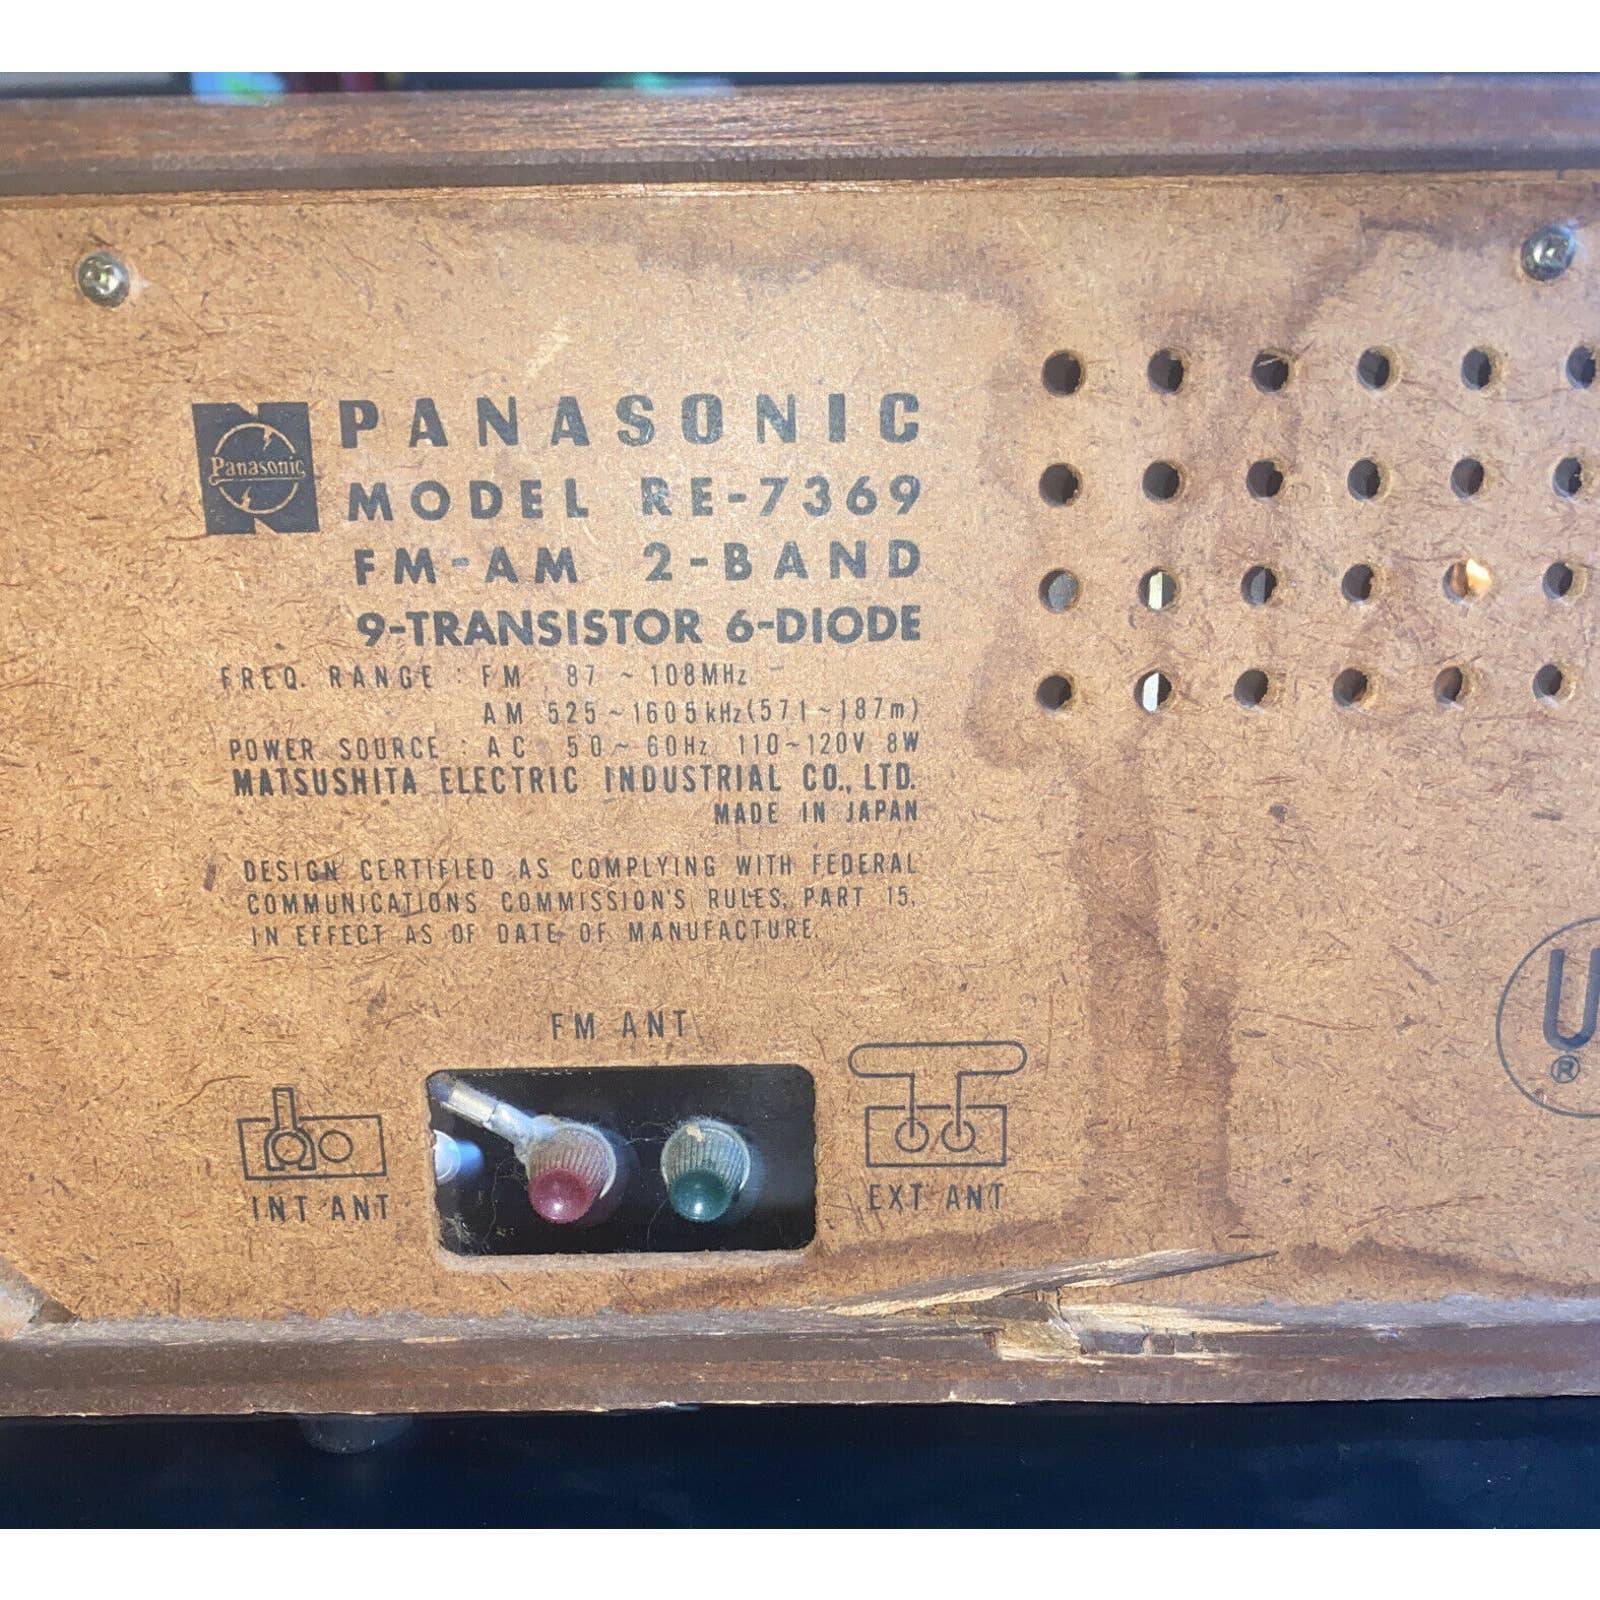 Panasonic
PANASONIC
MODEL RE-7369
FM-AM 2-BAND
9-TRANSISTOR 6-DIODE
FREQ. RANGE : FM 87 ~ 108MHz
AM 525~1605kHz(571~187m)
POWER SOURCE : AC 50~60Hz 110~120V 8W
MATSUSHITA ELECTRIC INDUSTRIAL CO., LTD.
MADE IN JAPAN
DESIGN CERTIFIED AS COMPLYING WITH FEDERAL
COMMUNICATIONS COMMISSION'S RULES, PART 15,
IN EFFECT AS OF DATE OF MANUFACTURE.
FM ANT
INT ANT
EXT ANT
U
®